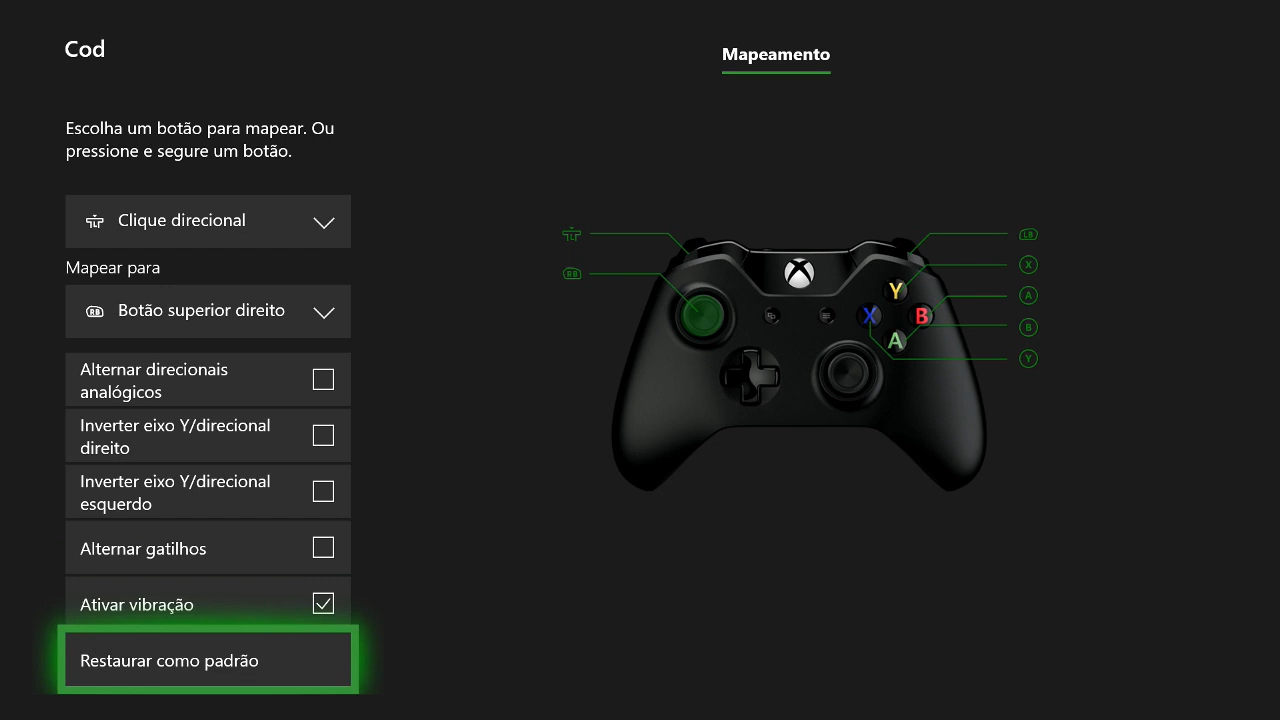 Cod
Mapeamento
Escolha um botão para mapear. Ou
pressione e segure um botão.
Clique direcional
Mapear para
RB Botão superior direito
Alternar direcionais
analógicos
Inverter eixo Y/direcional
direito
Inverter eixo Y/direcional
esquerdo
Alternar gatilhos
Ativar vibração
Restaurar como padrão
LB
RB
X
Y
A
X
B
B
A
Y